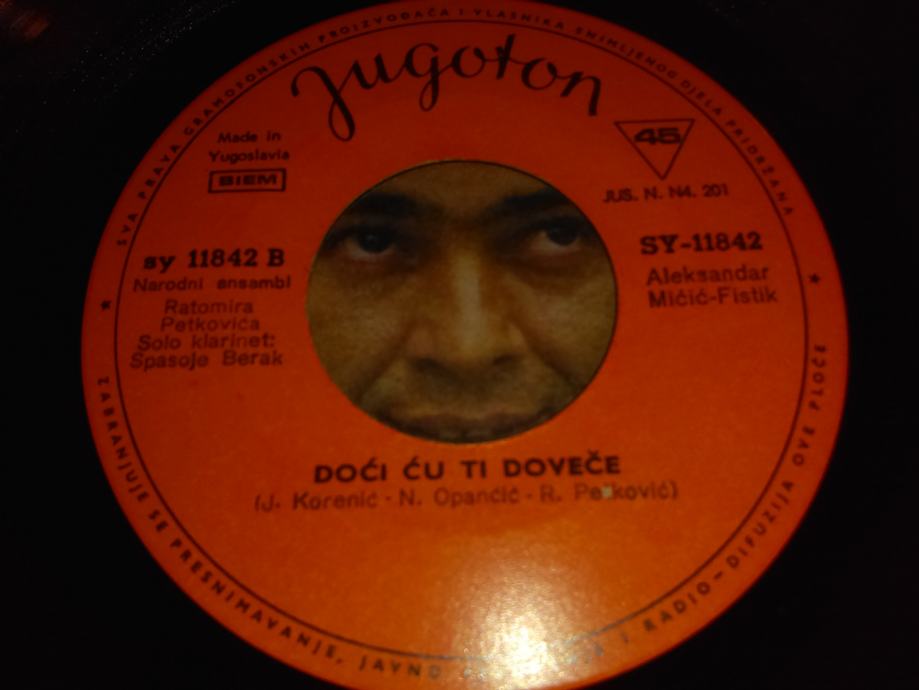 SVA PRAVA GRAMOFONSKIH PROIZVOĐAČA I VLASNIKA SNIMLJENOG DJELA PRIDRŽANA
Jugoton
Made in
Yugoslavia
BIEM
45
JUS. N. N4. 201
sy 11842 B
Narodni ansambl
Ratomira
Petkovića
Solo klarinet:
Spasoje Berak
SY-11842
Aleksandar
Mičić-Fistik
DOĆI ĆU TI DOVEČE
(J. Korenić - N. Opančić - R. Petković)
ZABRANJUJE SE PRESNIMAVANJE, JAVNO I RADIO-DIFUZIJA OVE PLOČE